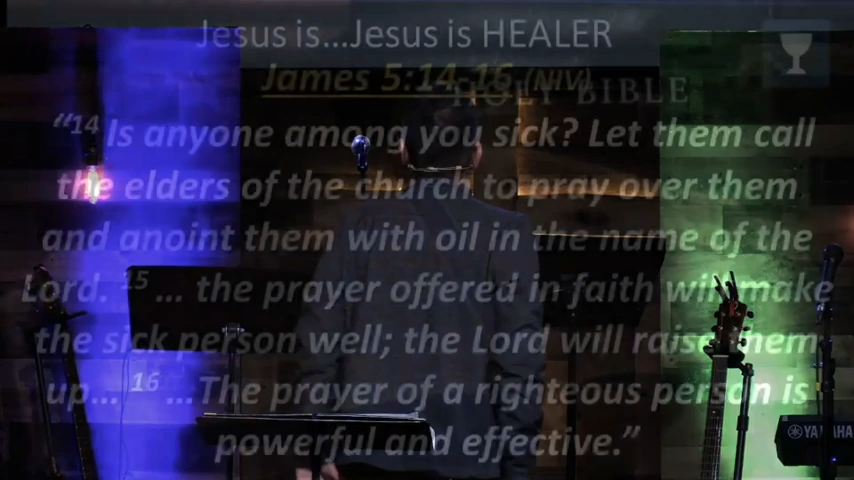 Jesus is...Jesus is HEALER
James 5:14-16 (NIV)
HOLY BIBLE
“14 Is anyone among you sick? Let them call
the elders of the church to pray over them
and anoint them with oil in the name of the
Lord. 15 ... the prayer offered in faith will make
the sick person well; the Lord will raise them
up... 16 ...The prayer of a righteous person is
powerful and effective.”
YAMAHA